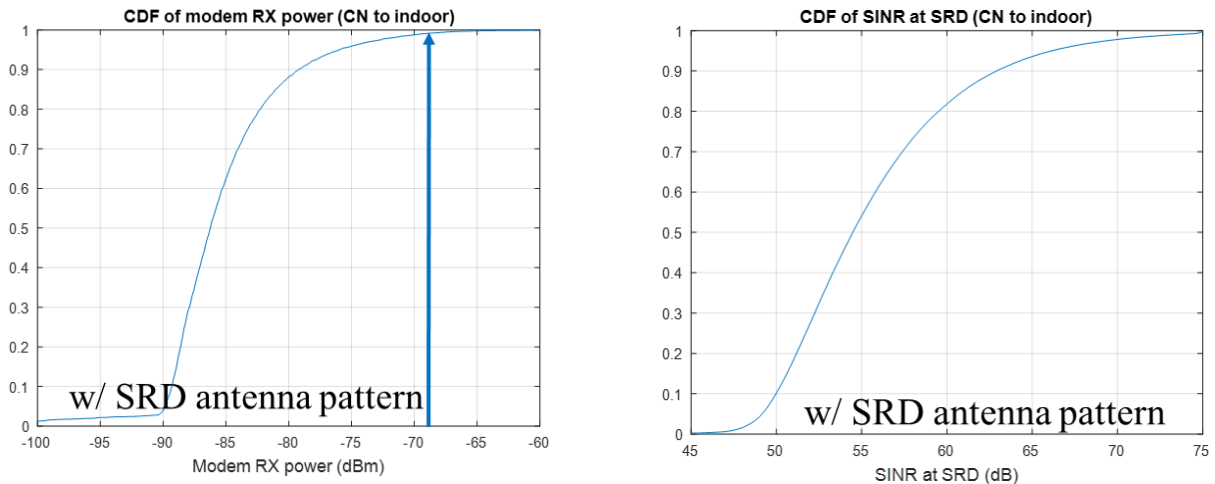 CDF of modem RX power (CN to indoor)
1
0.9
0.8
0.7
0.6
0.5
0.4
0.3
0.2
0.1
0
w/ SRD antenna pattern
-100 -95 -90 -85 -80 -75 -70 -65 -60
Modem RX power (dBm)
CDF of SINR at SRD (CN to indoor)
1
0.9
0.8
0.7
0.6
0.5
0.4
0.3
0.2
0.1
0
w/ SRD antenna pattern
45 50 55 60 65 70 75
SINR at SRD (dB)